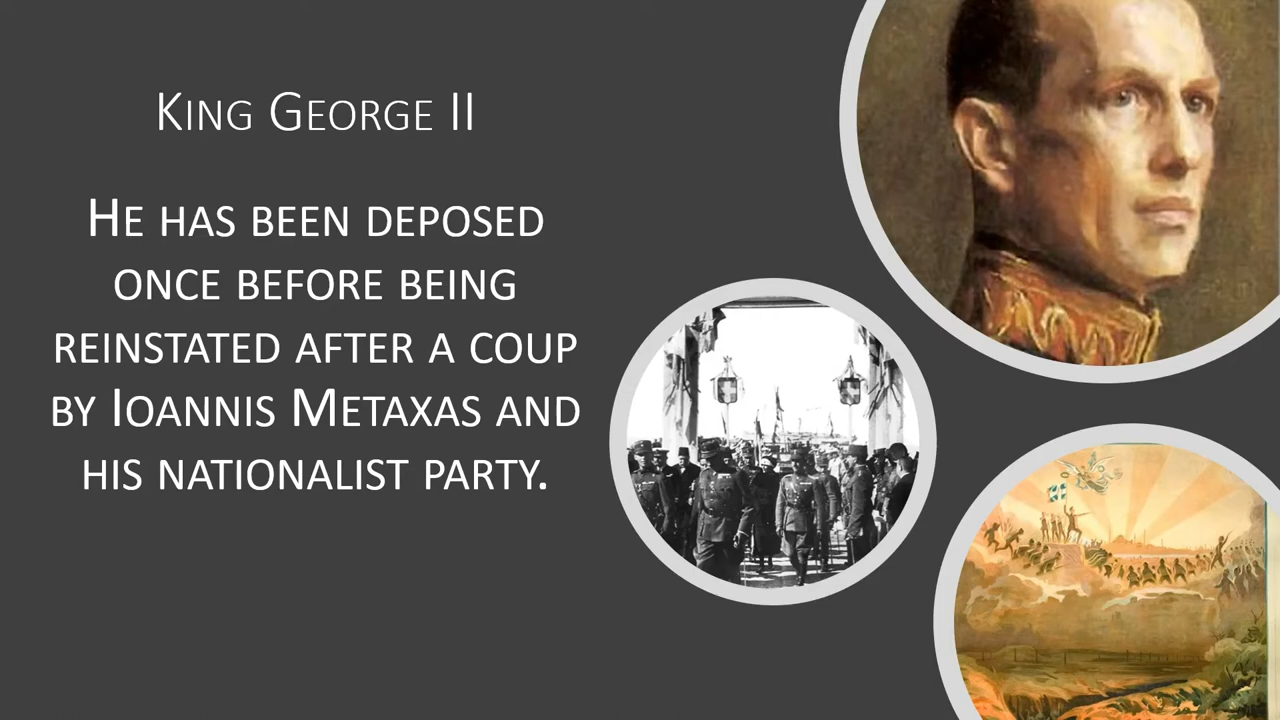 King George II
He has been deposed
once before being
reinstated after a coup
by Ioannis Metaxas and
his nationalist party.